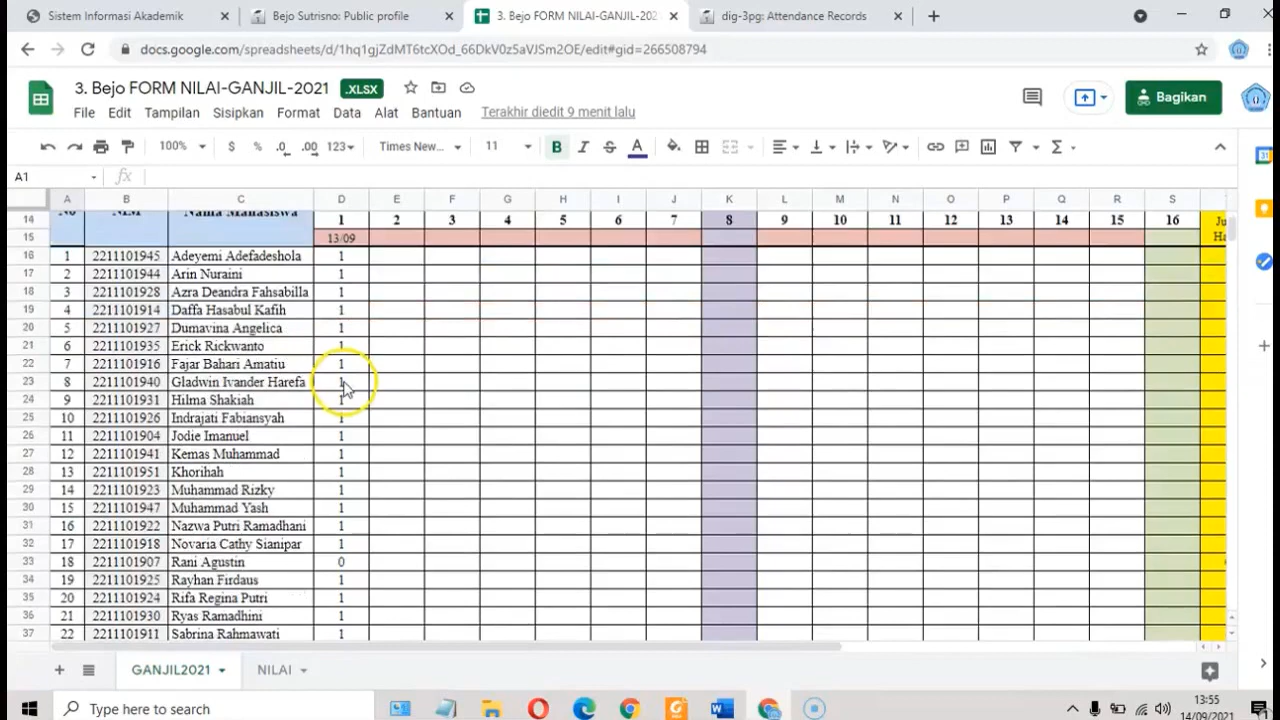 Sistem Informasi Akademik
Bejo Sutrisno: Public profile
3. Bejo FORM NILAI-GANJIL-202
dig-3pg: Attendance Records
docs.google.com/spreadsheets/d/1hq1gjZdMT6tcXOd_66DkV0z5aVJSm2OE/edit#gid=266508794
3. Bejo FORM NILAI-GANJIL-2021 .XLSX
File Edit Tampilan Sisipkan Format Data Alat Bantuan Terakhir diedit 9 menit lalu
Bagikan
100% $ % .0 .00 123 Times New... 11 B I S A
A1 fx
A B C D E F G H I J K L M N O P Q R S
14 No NIM Nama Mahasiswa 1 2 3 4 5 6 7 8 9 10 11 12 13 14 15 16 Ju
15 13/09 Ha
16 1 2211101945 Adeyemi Adefadeshola 1
17 2 2211101944 Arin Nuraini 1
18 3 2211101928 Azra Deandra Fahsabilla 1
19 4 2211101914 Daffa Hasabul Kafih 1
20 5 2211101927 Dumavina Angelica 1
21 6 2211101935 Erick Rickwanto 1
22 7 2211101916 Fajar Bahari Amatiu 1
23 8 2211101940 Gladwin Ivander Harefa 1
24 9 2211101931 Hilma Shakiah 1
25 10 2211101926 Indrajati Fabiansyah 1
26 11 2211101904 Jodie Imanuel 1
27 12 2211101941 Kemas Muhammad 1
28 13 2211101951 Khorihah 1
29 14 2211101923 Muhammad Rizky 1
30 15 2211101947 Muhammad Yash 1
31 16 2211101922 Nazwa Putri Ramadhani 1
32 17 2211101918 Novaria Cathy Sianipar 1
33 18 2211101907 Rani Agustin 0
34 19 2211101925 Rayhan Firdaus 1
35 20 2211101924 Rifa Regina Putri 1
36 21 2211101930 Ryas Ramadhini 1
37 22 2211101911 Sabrina Rahmawati 1
GANJIL2021 NILAI
Type here to search
13:55
14/09/2021